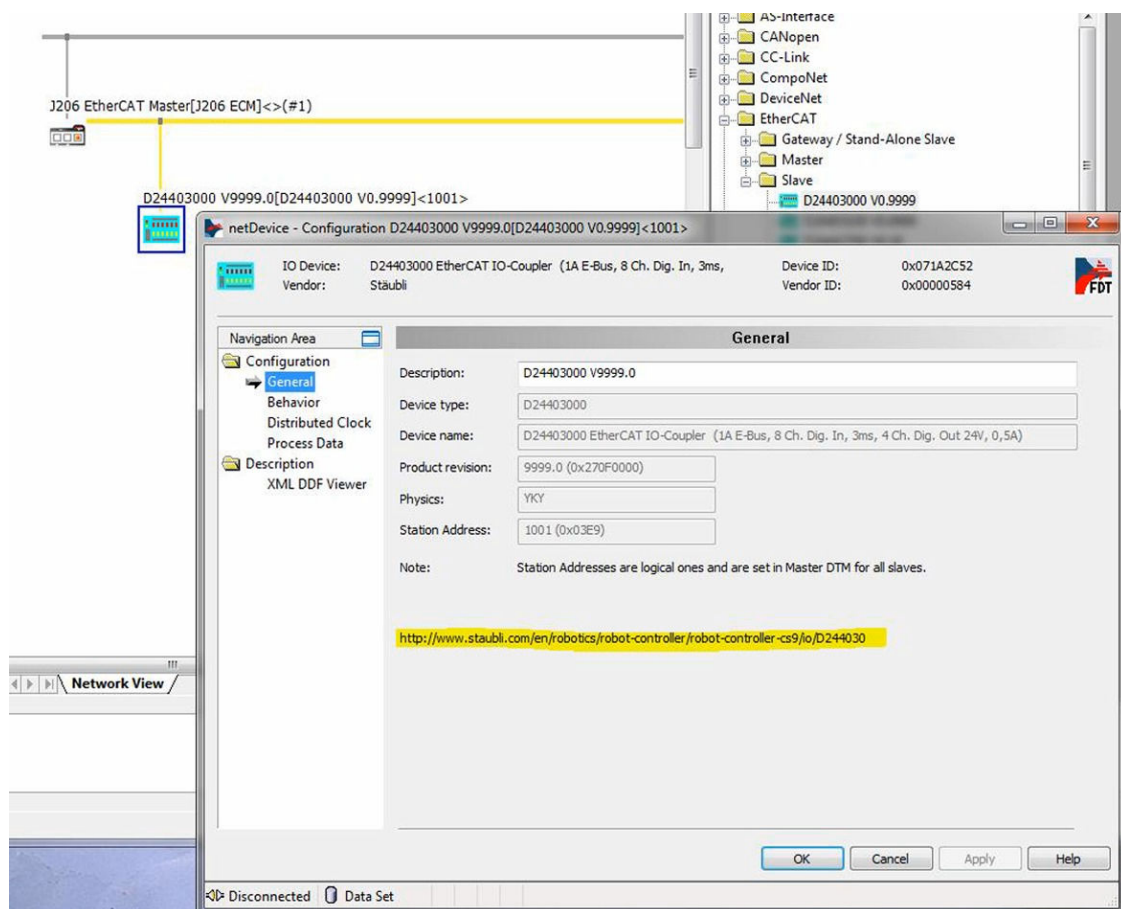 AS-Interface
CANopen
CC-Link
CompoNet
DeviceNet
EtherCAT
Gateway / Stand-Alone Slave
Master
Slave
D24403000 V0.9999
J206 EtherCAT Master[J206 ECM]<>(#1)
D24403000 V9999.0[D24403000 V0.9999]<1001>
netDevice - Configuration D24403000 V9999.0[D24403000 V0.9999]<1001>
IO Device: D24403000 EtherCAT IO-Coupler (1A E-Bus, 8 Ch. Dig. In, 3ms, Device ID: 0x071A2C52
Vendor: Stäubli Vendor ID: 0x00000584
FDT
Navigation Area
Configuration
General
Behavior
Distributed Clock
Process Data
Description
XML DDF Viewer
General
Description: D24403000 V9999.0
Device type: D24403000
Device name: D24403000 EtherCAT IO-Coupler (1A E-Bus, 8 Ch. Dig. In, 3ms, 4 Ch. Dig. Out 24V, 0,5A)
Product revision: 9999.0 (0x270F0000)
Physics: YKY
Station Address: 1001 (0x03E9)
Note: Station Addresses are logical ones and are set in Master DTM for all slaves.
http://www.staubli.com/en/robotics/robot-controller/robot-controller-cs9/io/D244030
Network View
OK Cancel Apply Help
Disconnected Data Set